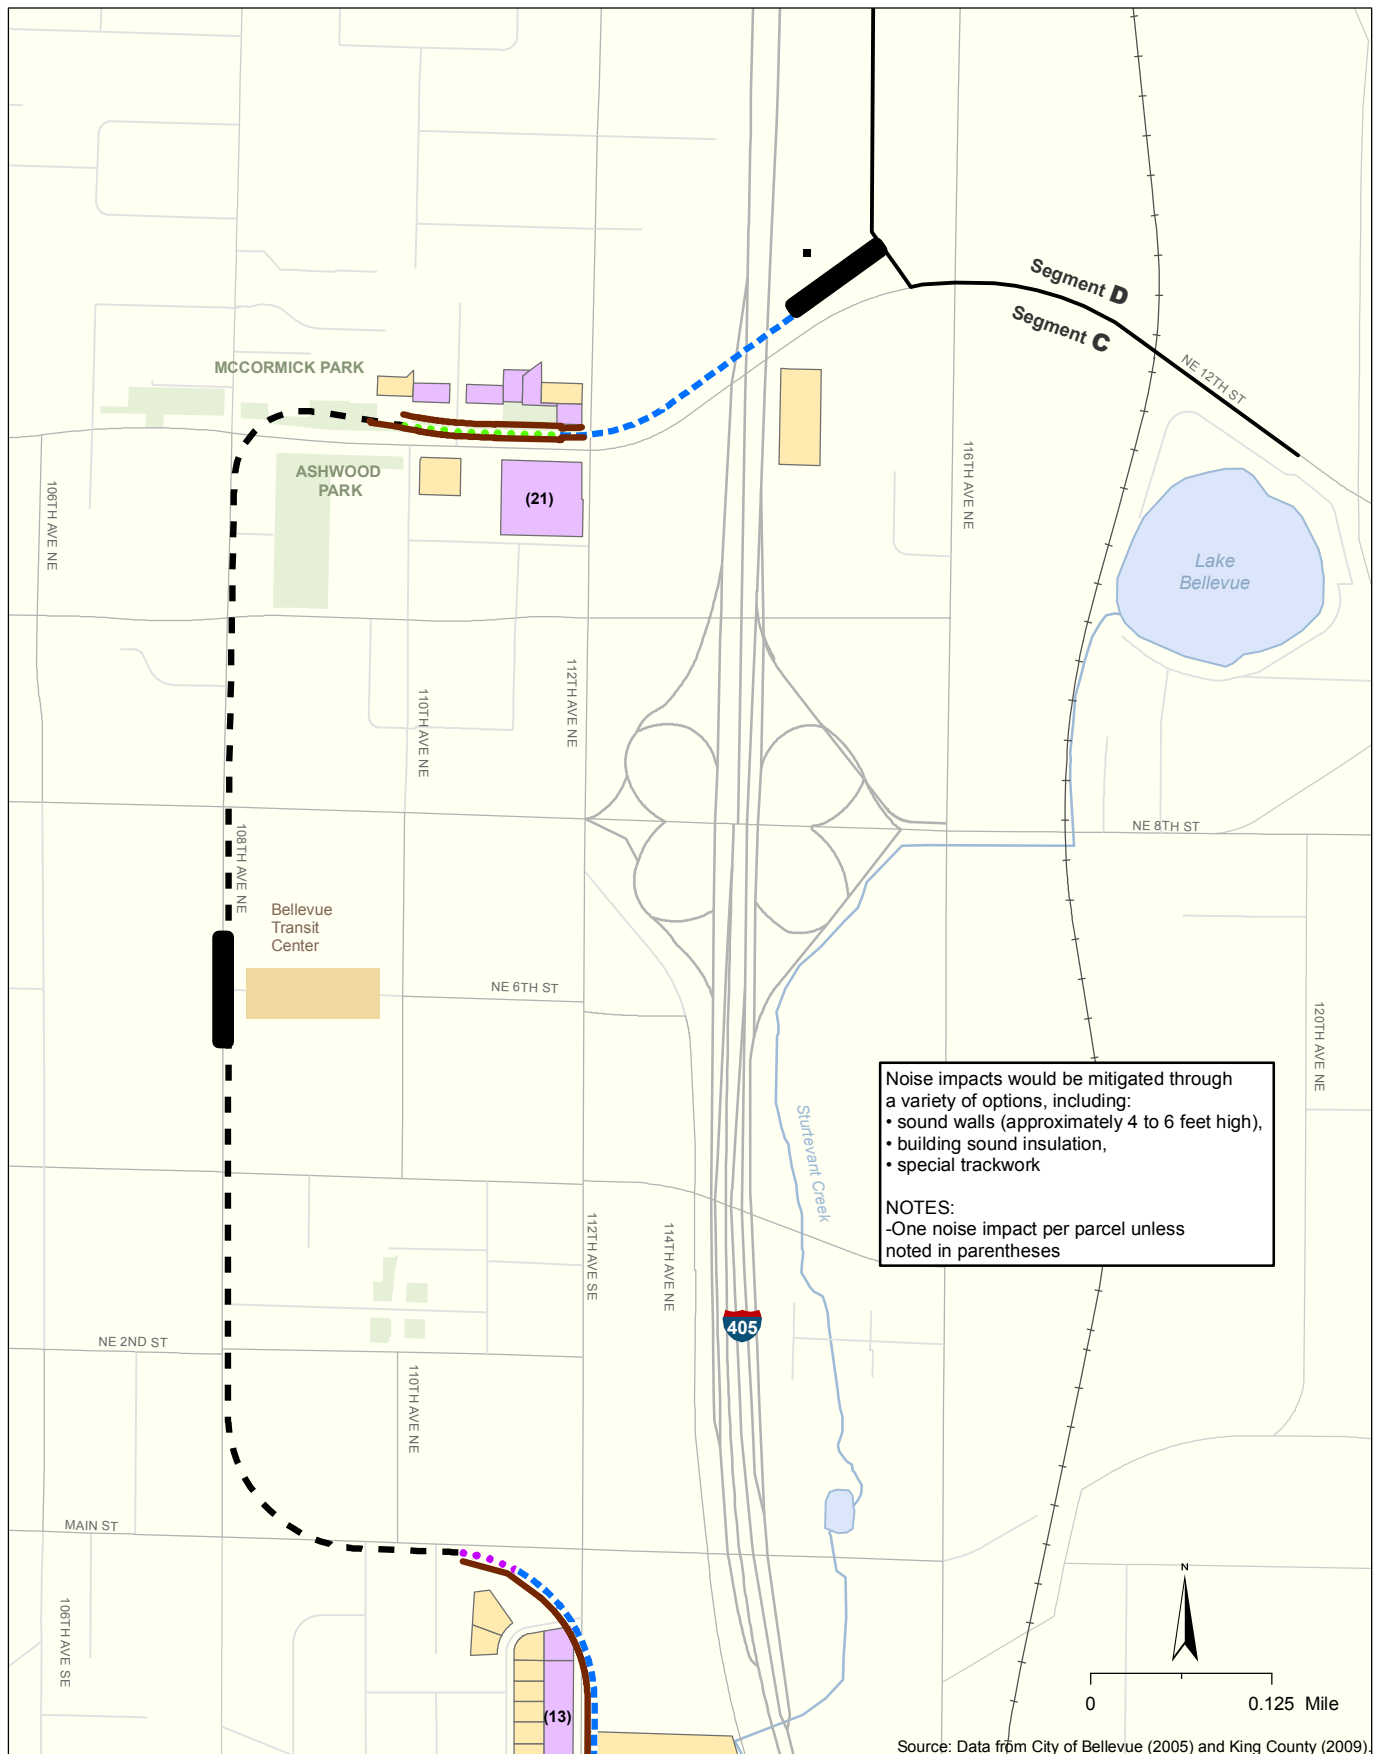 Segment D
Segment C
NE 12TH ST
MCCORMICK PARK
ASHWOOD
PARK
(21)
106TH AVE NE
116TH AVE NE
Lake
Bellevue
110TH AVE NE
112TH AVE NE
108TH AVE NE
NE 8TH ST
Bellevue
Transit
Center
NE 6TH ST
120TH AVE NE
Noise impacts would be mitigated through
a variety of options, including:
• sound walls (approximately 4 to 6 feet high),
• building sound insulation,
• special trackwork
NOTES:
-One noise impact per parcel unless
noted in parentheses
Sturtevant Creek
112TH AVE SE
114TH AVE NE
405
NE 2ND ST
110TH AVE NE
MAIN ST
106TH AVE SE
(13)
N
0 0.125 Mile
Source: Data from City of Bellevue (2005) and King County (2009).